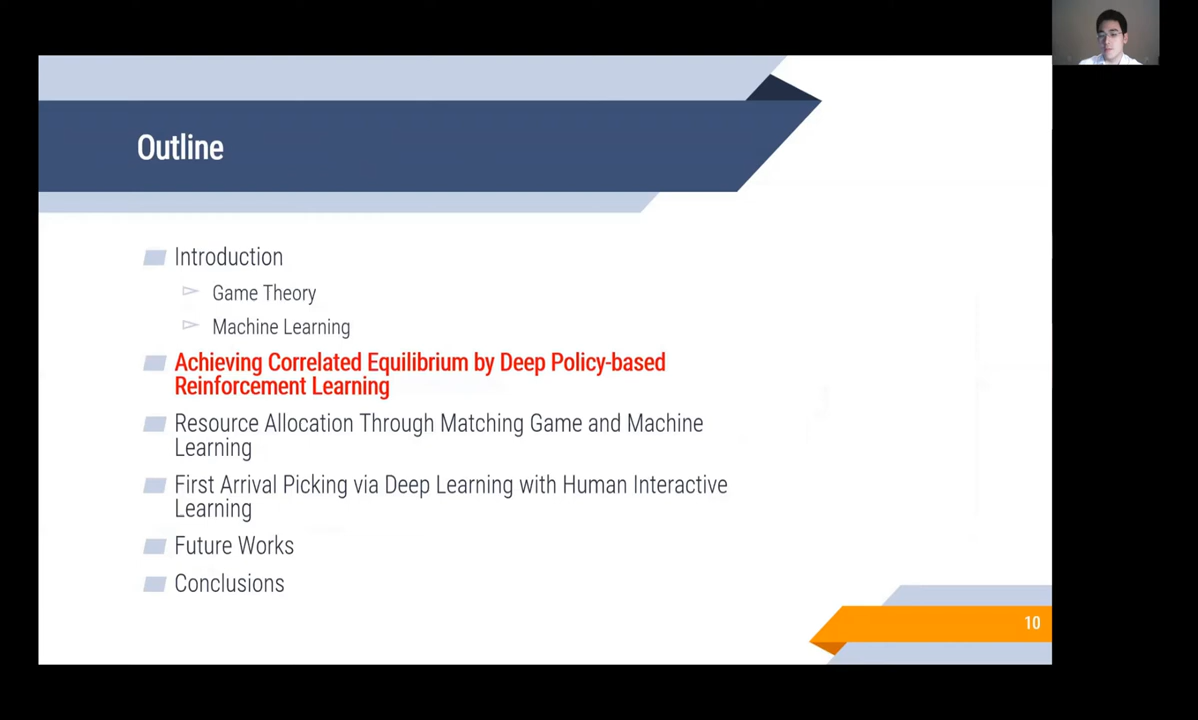 Outline
Introduction
Game Theory
Machine Learning
Achieving Correlated Equilibrium by Deep Policy-based
Reinforcement Learning
Resource Allocation Through Matching Game and Machine
Learning
First Arrival Picking via Deep Learning with Human Interactive
Learning
Future Works
Conclusions
10